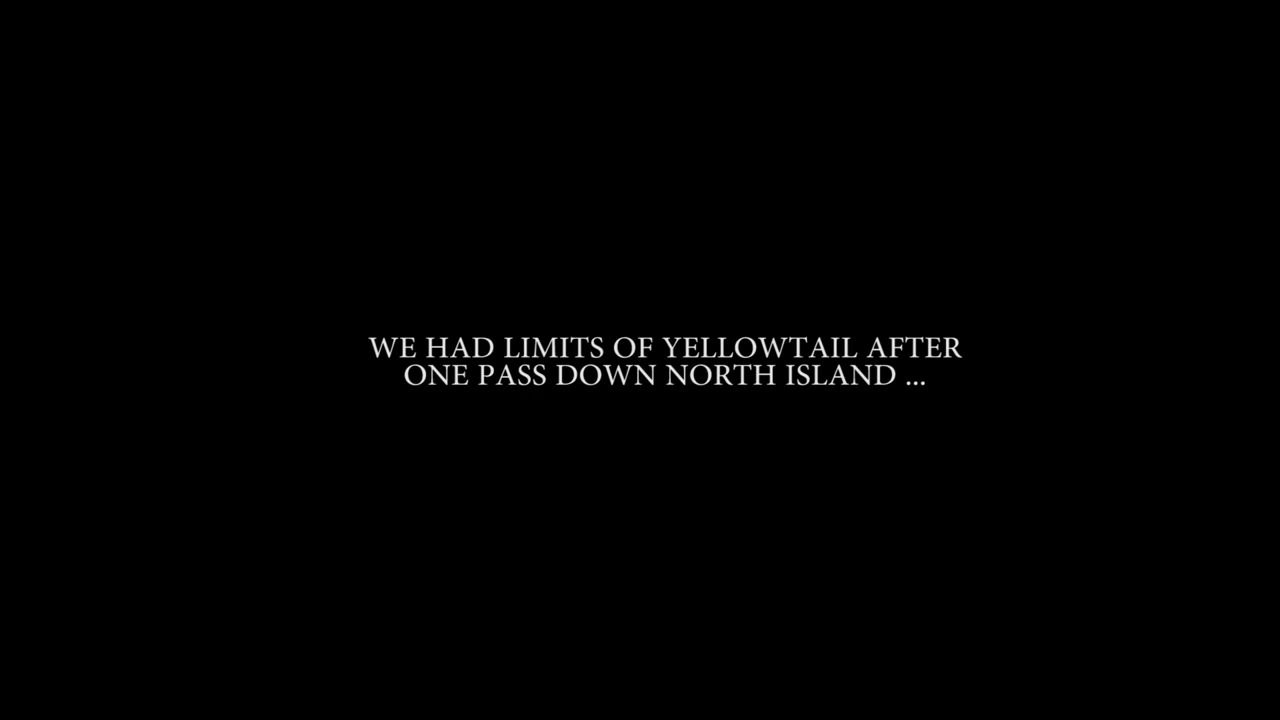 WE HAD LIMITS OF YELLOWTAIL AFTER
ONE PASS DOWN NORTH ISLAND ...